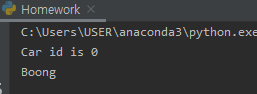 Homework
C:\Users\USER\anaconda3\python.exe
Car id is 0
Boong